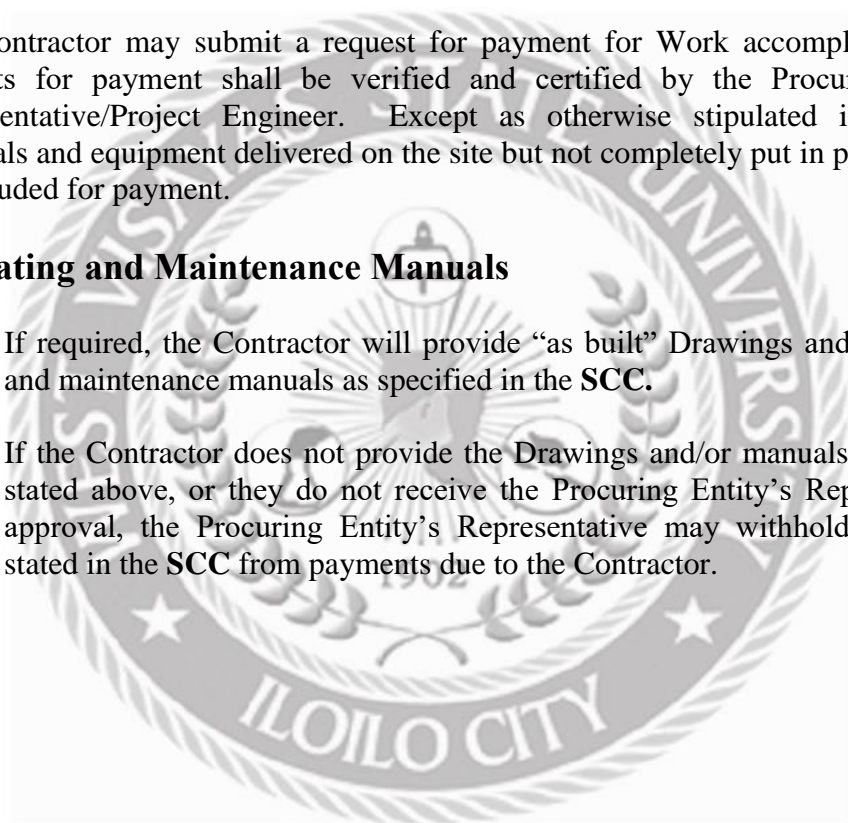 ontractor may submit a request for payment for Work accompl
ts for payment shall be verified and certified by the Procur
entative/Project Engineer. Except as otherwise stipulated i
als and equipment delivered on the site but not completely put in p
uded for payment.
ating and Maintenance Manuals
If required, the Contractor will provide “as built” Drawings and
and maintenance manuals as specified in the SCC.
If the Contractor does not provide the Drawings and/or manuals
stated above, or they do not receive the Procuring Entity’s Rep
approval, the Procuring Entity’s Representative may withhold
stated in the SCC from payments due to the Contractor.
WEST VISAYAS STATE UNIVERSITY
1902
ILOILO CITY